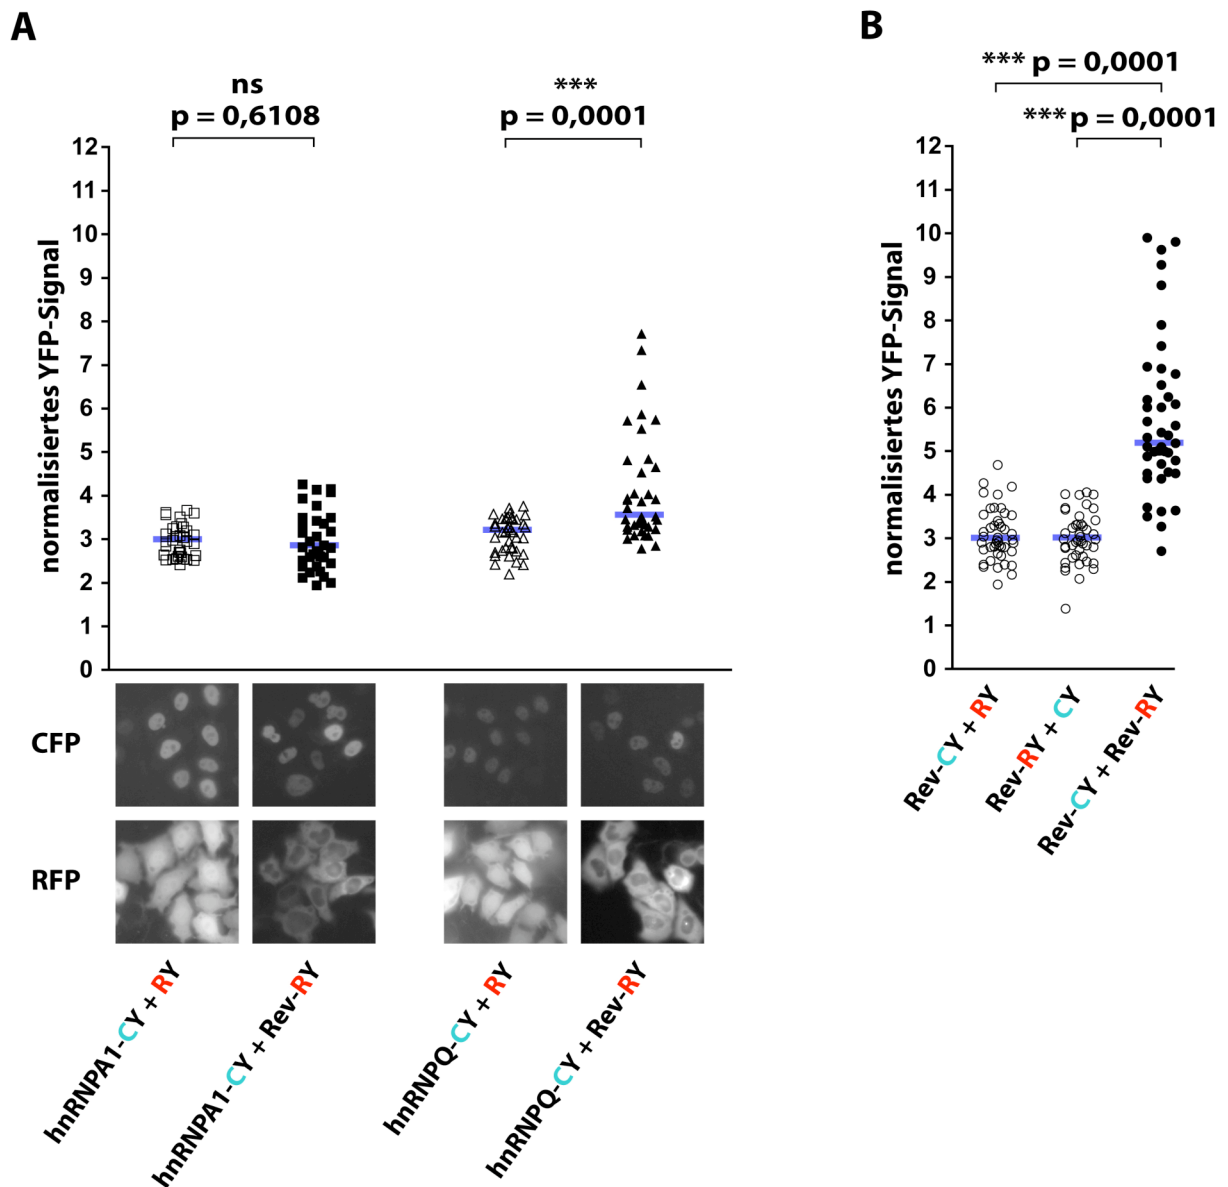 A
ns
p = 0,6108
***
p = 0,0001
normalisiertes YFP-Signal
12
11
10
9
8
7
6
5
4
3
2
1
0
CFP
RFP
hnRNPA1-CY + RY
hnRNPA1-CY + Rev-RY
hnRNPQ-CY + RY
hnRNPQ-CY + Rev-RY
B
*** p = 0,0001
*** p = 0,0001
normalisiertes YFP-Signal
12
11
10
9
8
7
6
5
4
3
2
1
0
Rev-CY + RY
Rev-RY + CY
Rev-CY + Rev-RY